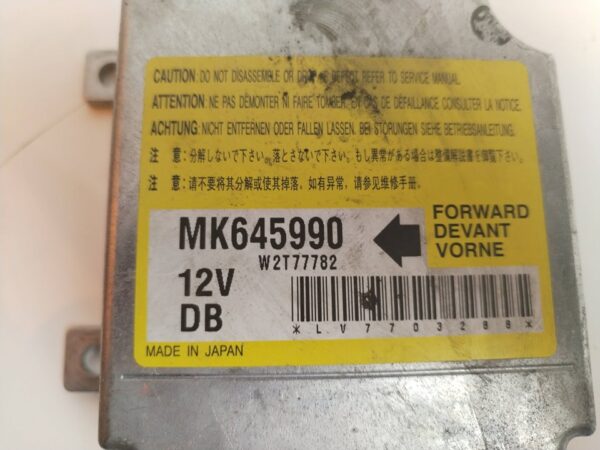 CAUTION: DO NOT DISASSEMBLE OR DROP. IF DEFECT REFER TO SERVICE MANUAL.
ATTENTION: NE PAS DÉMONTER NI FAIRE TOMBER. EN CAS DE DÉFAILLANCE CONSULTER LA NOTICE.
ACHTUNG: NICHT ENTFERNEN ODER FALLEN LASSEN. BEI STÖRUNGEN SIEHE BETRIEBSANLEITUNG.
注 意:分解しないで下さい。落とさないで下さい。もし異常がある場合は整備解説書を御覧下さい。
注 意:请不要将其分解或使其掉落。如有异常,请参见维修手册。
MK645990
FORWARD
DEVANT
VORNE
W2T77782
12V
DB
*LV7703288*
MADE IN JAPAN